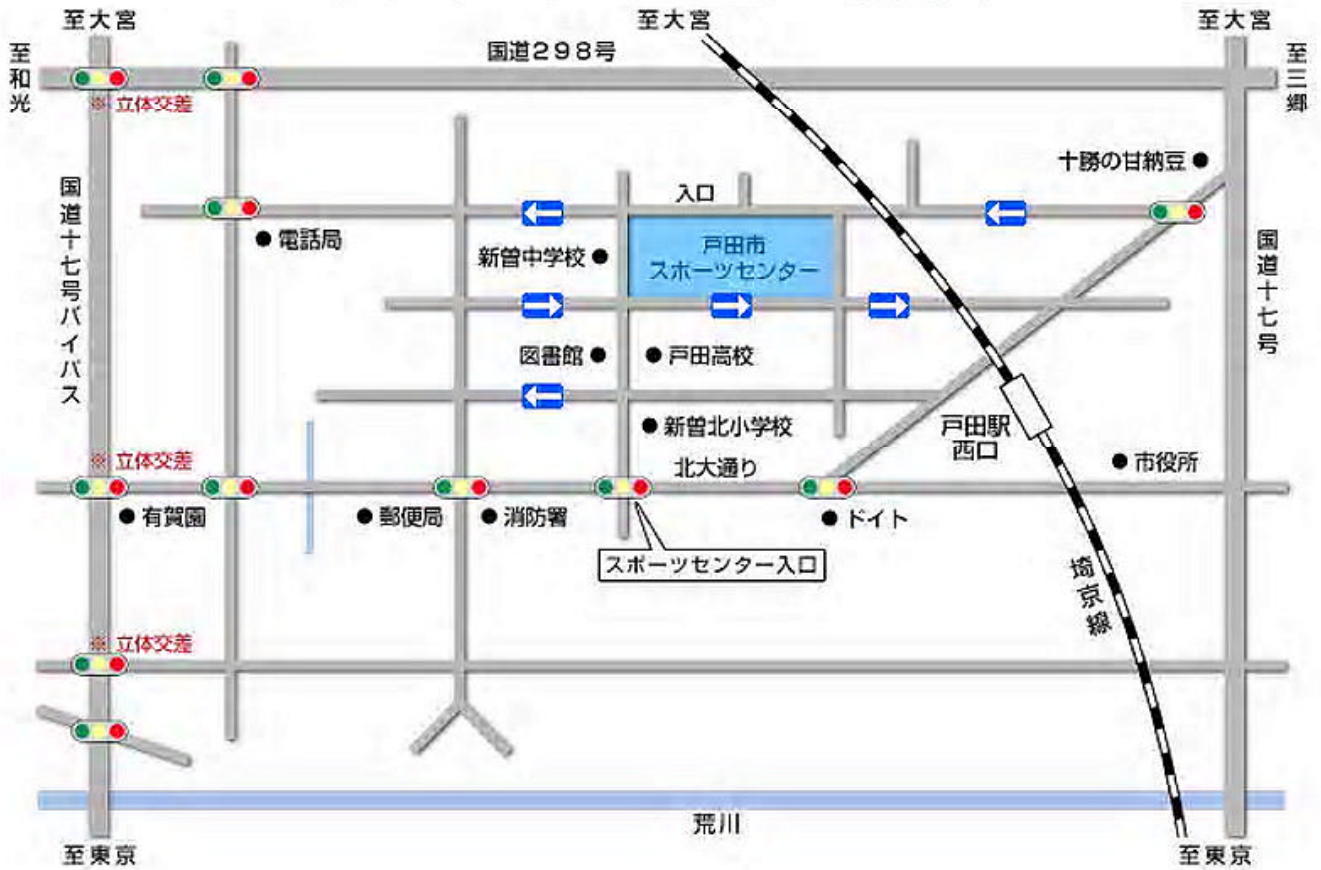 至大宮
至大宮
至大宮
至和光
国道298号
至三郷
※ 立体交差
十勝の甘納豆
国道十七号バイパス
入口
電話局
新曽中学校
戸田市
スポーツセンター
国道十七号
図書館
戸田高校
新曽北小学校
戸田駅
西口
※ 立体交差
北大通り
市役所
有賀園
郵便局
消防署
ドイト
スポーツセンター入口
埼京線
※ 立体交差
荒川
至東京
至東京